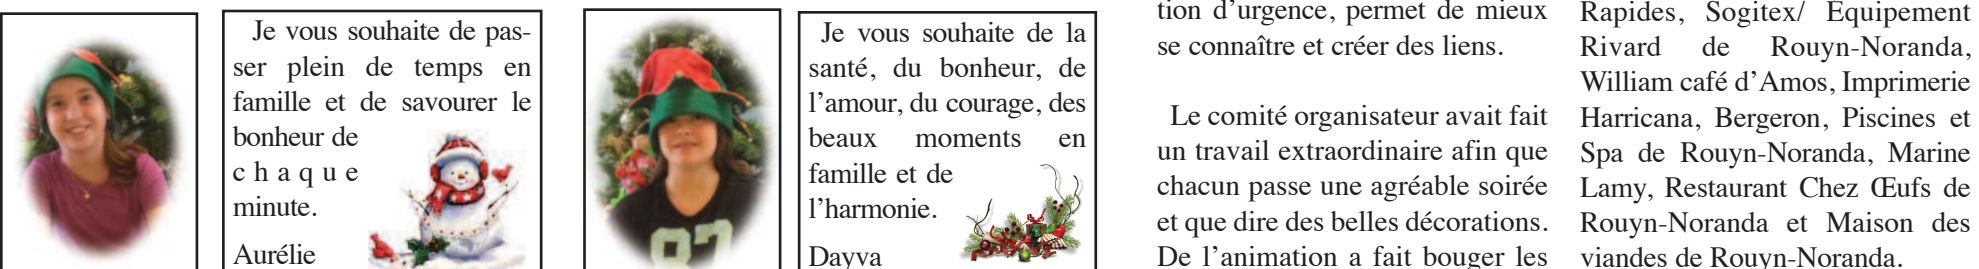 Je vous souhaite de pas-
ser plein de temps en
famille et de savourer le
bonheur de
chaque
minute.
Aurélie
87
Je vous souhaite de la
santé, du bonheur, de
l'amour, du courage, des
beaux moments en
famille et de
l'harmonie.
Dayva
tion d'urgence, permet de mieux
se connaître et créer des liens.
Le comité organisateur avait fait
un travail extraordinaire afin que
chacun passe une agréable soirée
et que dire des belles décorations.
De l'animation a fait bouger les
Rapides, Sogitex/ Equipement
Rivard de Rouyn-Noranda,
William café d'Amos, Imprimerie
Harricana, Bergeron, Piscines et
Spa de Rouyn-Noranda, Marine
Lamy, Restaurant Chez Œufs de
Rouyn-Noranda et Maison des
viandes de Rouyn-Noranda.